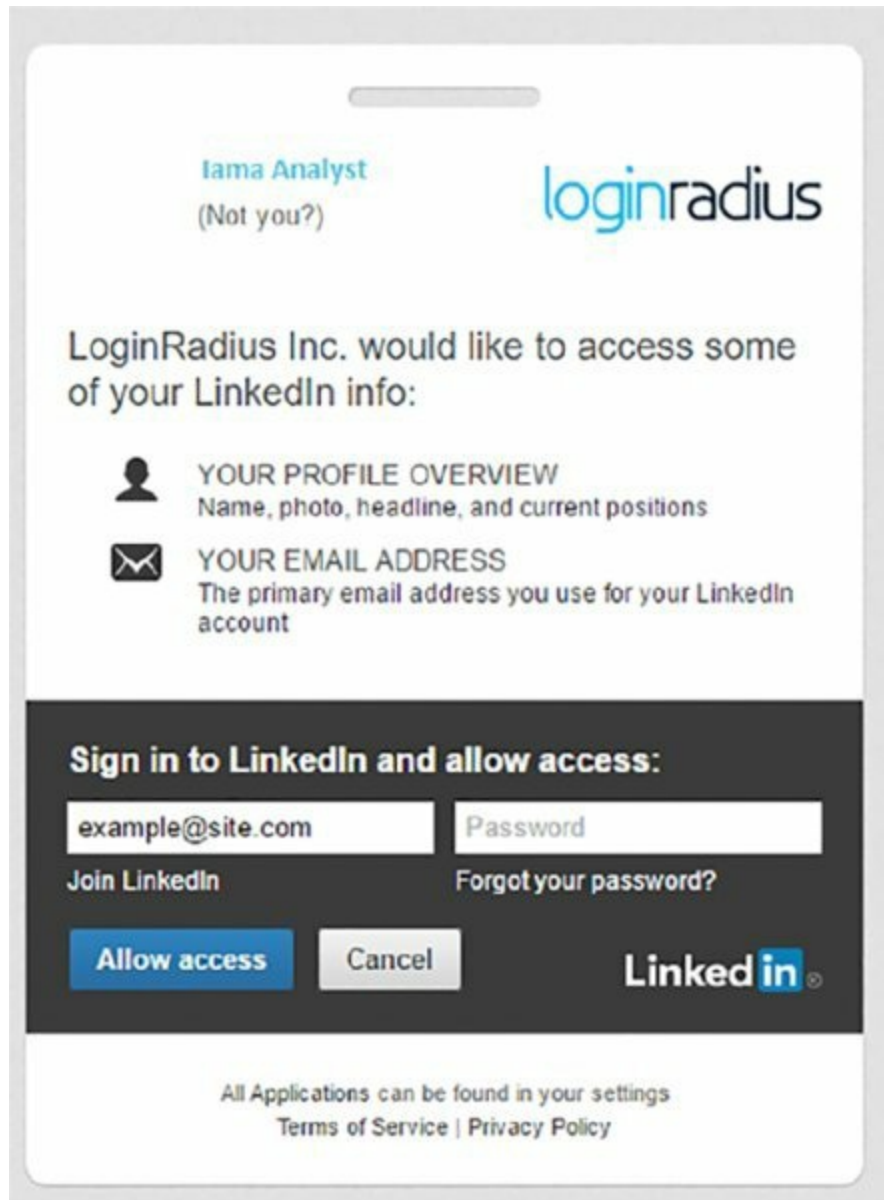 Iama Analyst
(Not you?)
loginradius
LoginRadius Inc. would like to access some
of your LinkedIn info:
YOUR PROFILE OVERVIEW
Name, photo, headline, and current positions
YOUR EMAIL ADDRESS
The primary email address you use for your LinkedIn
account
Sign in to LinkedIn and allow access:
example@site.com
Password
Join LinkedIn
Forgot your password?
Allow access
Cancel
Linked in ®
All Applications can be found in your settings
Terms of Service | Privacy Policy